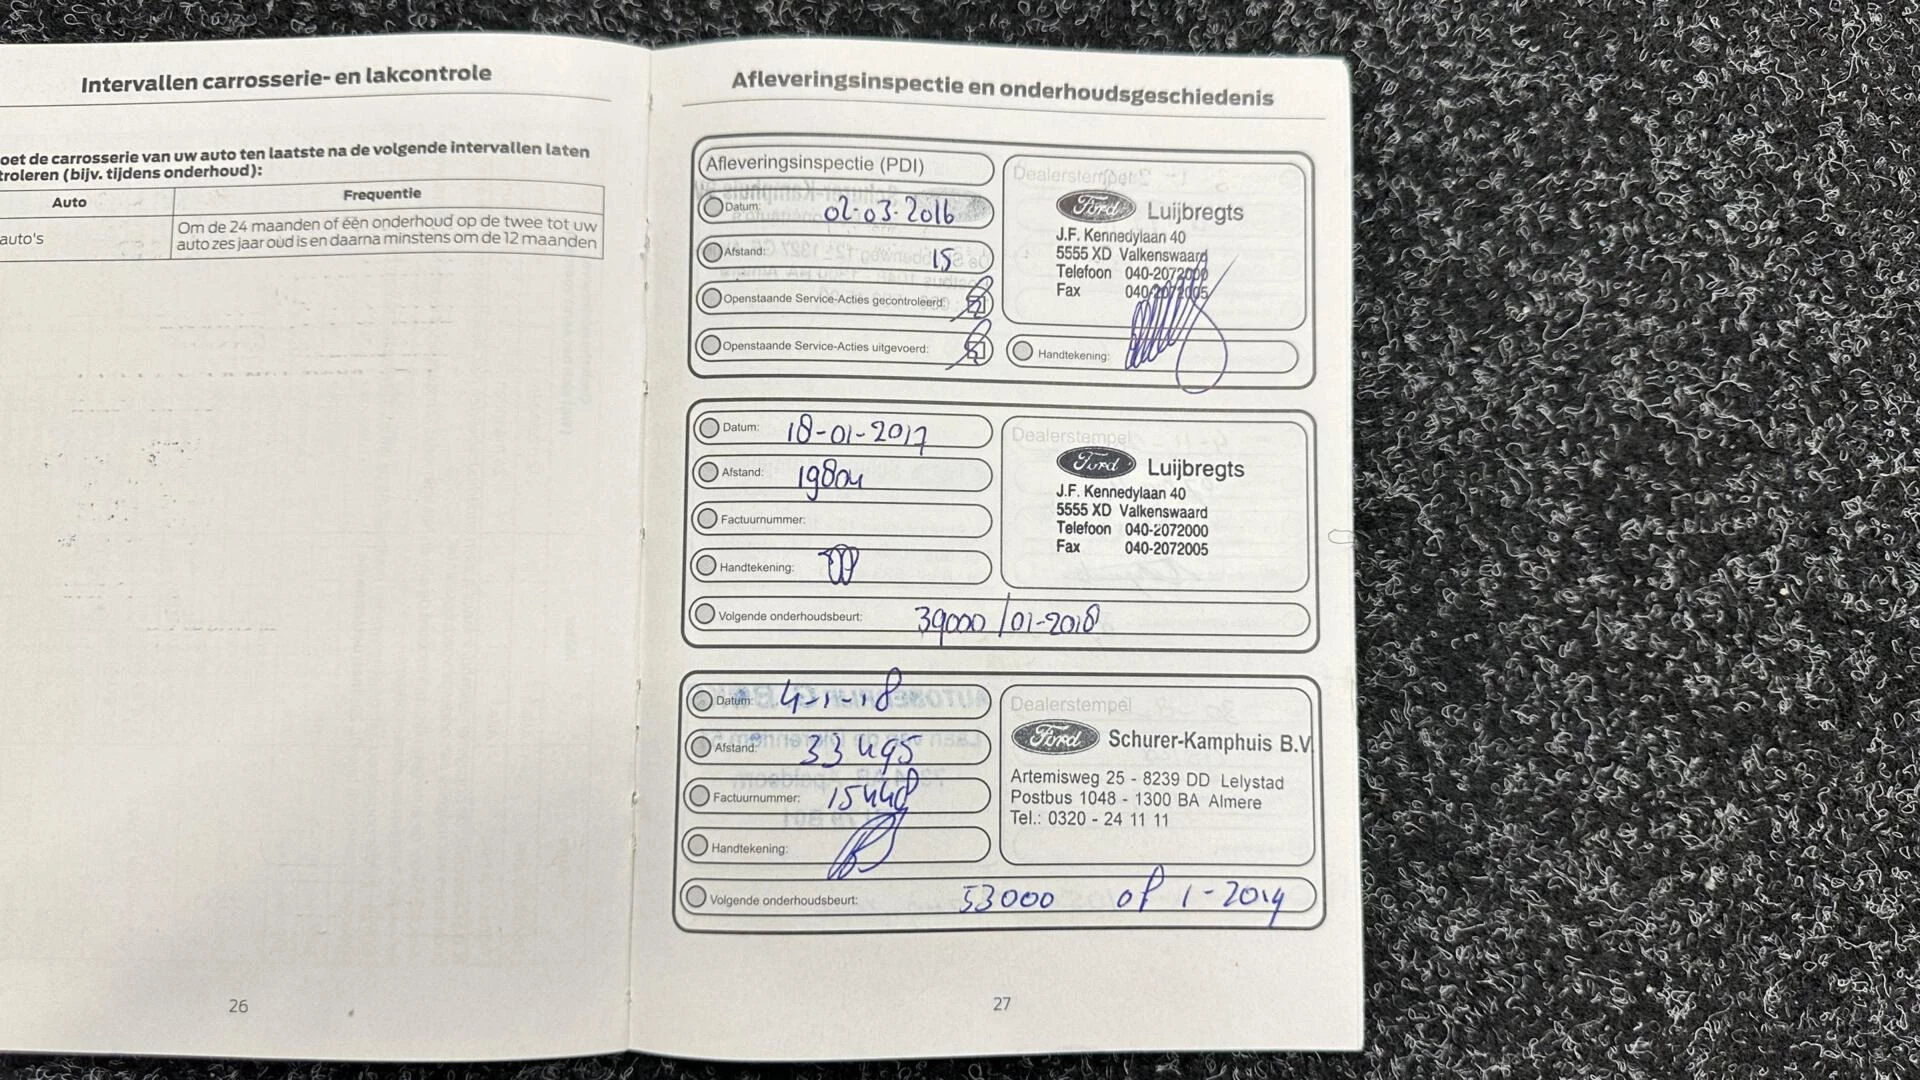 Intervallen carrosserie- en lakcontrole
oet de carrosserie van uw auto ten laatste na de volgende intervallen laten
troleren (bijv. tijdens onderhoud):
Auto
Frequentie
auto's
Om de 24 maanden of één onderhoud op de twee tot uw
auto zes jaar oud is en daarna minstens om de 12 maanden
26
Afleveringsinspectie en onderhoudsgeschiedenis
Afleveringsinspectie (PDI)
Datum: 02-03-2016
Afstand: 15
Openstaande Service-Acties gecontroleerd:
Openstaande Service-Acties uitgevoerd:
Dealerstempel
Ford Luijbregts
J.F. Kennedylaan 40
5555 XD Valkenswaard
Telefoon 040-2072000
Fax 040-2072005
Handtekening:
Datum: 18-01-2017
Afstand: 19804
Factuurnummer:
Handtekening:
Dealerstempel
Ford Luijbregts
J.F. Kennedylaan 40
5555 XD Valkenswaard
Telefoon 040-2072000
Fax 040-2072005
Volgende onderhoudsbeurt: 39000 / 01-2018
Datum: 4-1-18
Afstand: 33495
Factuurnummer: 15448
Handtekening:
Dealerstempel
Ford Schurer-Kamphuis B.V.
Artemisweg 25 - 8239 DD Lelystad
Postbus 1048 - 1300 BA Almere
Tel.: 0320 - 24 11 11
Volgende onderhoudsbeurt: 53000 of 1-2019
27